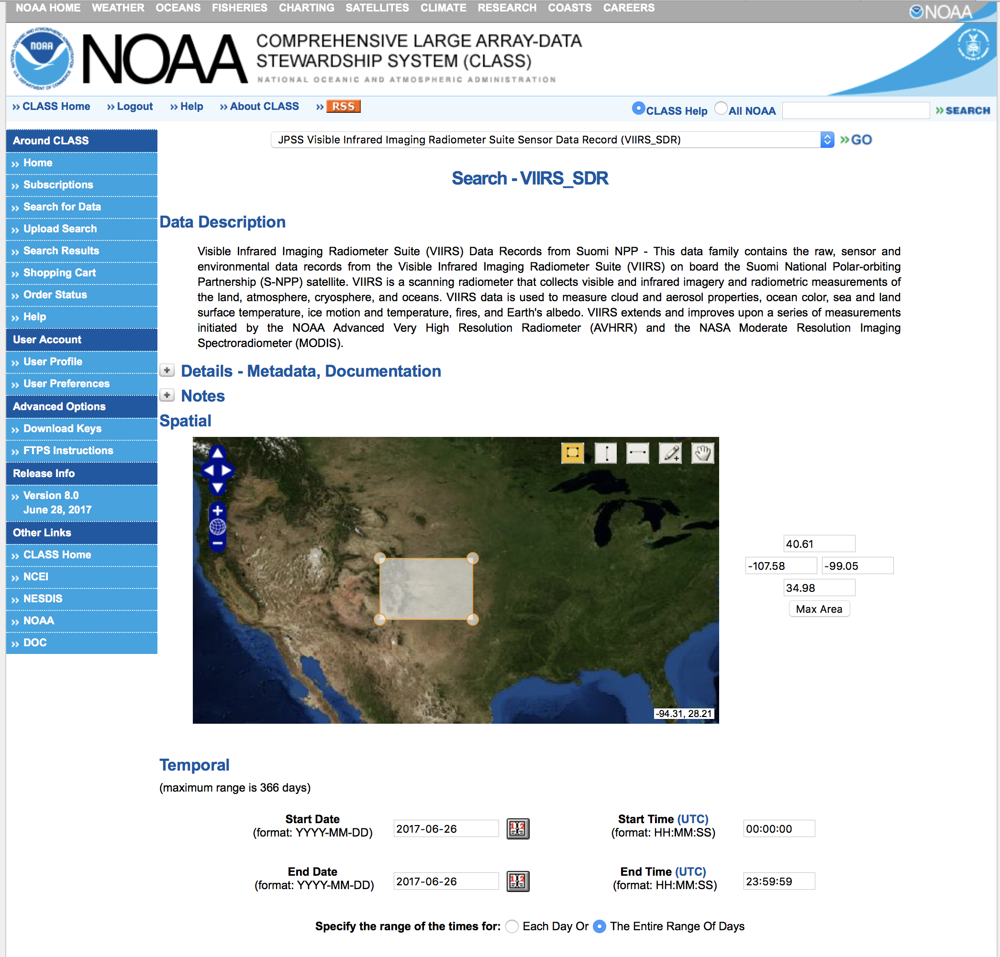 NOAA HOME WEATHER OCEANS FISHERIES CHARTING SATELLITES CLIMATE RESEARCH COASTS CAREERS
NOAA
NATIONAL OCEANIC AND ATMOSPHERIC ADMINISTRATION
NOAA
U.S. DEPARTMENT OF COMMERCE
NOAA
COMPREHENSIVE LARGE ARRAY-DATA
STEWARDSHIP SYSTEM (CLASS)
NATIONAL OCEANIC AND ATMOSPHERIC ADMINISTRATION
CLASS Home Logout Help About CLASS RSS
CLASS Help All NOAA SEARCH
Around CLASS
Home
Subscriptions
Search for Data
Upload Search
Search Results
Shopping Cart
Order Status
Help
User Account
User Profile
User Preferences
Advanced Options
Download Keys
FTPS Instructions
Release Info
Version 8.0
June 28, 2017
Other Links
CLASS Home
NCEI
NESDIS
NOAA
DOC
JPSS Visible Infrared Imaging Radiometer Suite Sensor Data Record (VIIRS_SDR) GO
Search - VIIRS_SDR
Data Description
Visible Infrared Imaging Radiometer Suite (VIIRS) Data Records from Suomi NPP - This data family contains the raw, sensor and
environmental data records from the Visible Infrared Imaging Radiometer Suite (VIIRS) on board the Suomi National Polar-orbiting
Partnership (S-NPP) satellite. VIIRS is a scanning radiometer that collects visible and infrared imagery and radiometric measurements of
the land, atmosphere, cryosphere, and oceans. VIIRS data is used to measure cloud and aerosol properties, ocean color, sea and land
surface temperature, ice motion and temperature, fires, and Earth's albedo. VIIRS extends and improves upon a series of measurements
initiated by the NOAA Advanced Very High Resolution Radiometer (AVHRR) and the NASA Moderate Resolution Imaging
Spectroradiometer (MODIS).
Details - Metadata, Documentation
Notes
Spatial
40.61
-107.58 -99.05
34.98
Max Area
-94.31, 28.21
Temporal
(maximum range is 366 days)
Start Date
(format: YYYY-MM-DD)
2017-06-26
Start Time (UTC)
(format: HH:MM:SS)
00:00:00
End Date
(format: YYYY-MM-DD)
2017-06-26
End Time (UTC)
(format: HH:MM:SS)
23:59:59
Specify the range of the times for: Each Day Or The Entire Range Of Days